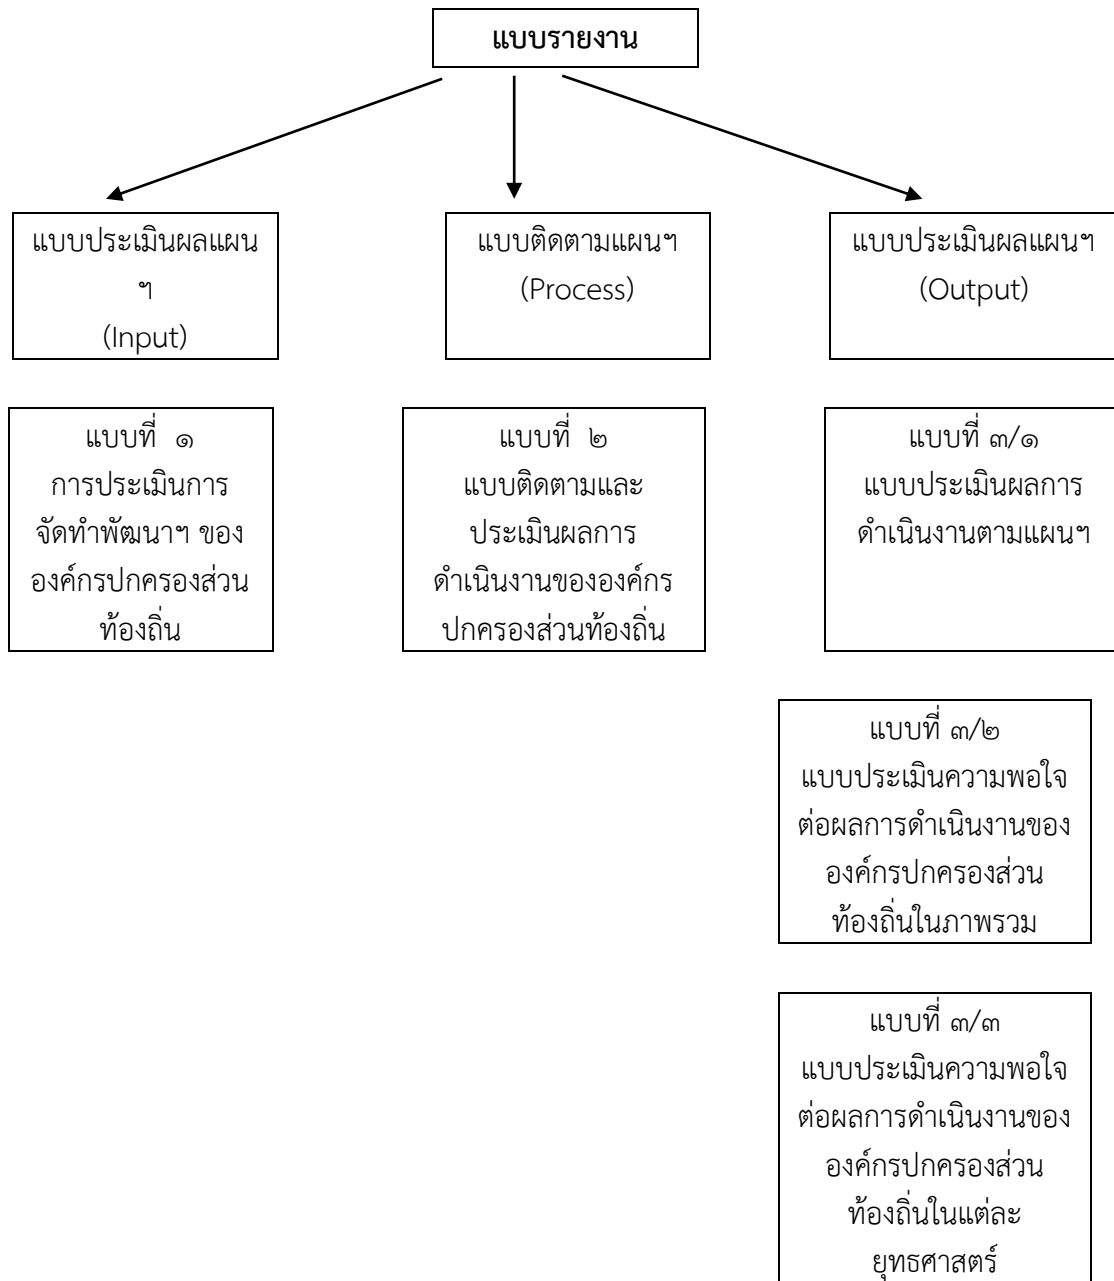 แบบรายงาน
แบบประเมินผลแผน
ฯ
(Input)
แบบติดตามแผนฯ
(Process)
แบบประเมินผลแผนฯ
(Output)
แบบที่ ๑
การประเมินการ
จัดทำพัฒนาฯ ของ
องค์กรปกครองส่วน
ท้องถิ่น
แบบที่ ๒
แบบติดตามและ
ประเมินผลการ
ดำเนินงานขององค์กร
ปกครองส่วนท้องถิ่น
แบบที่ ๓/๑
แบบประเมินผลการ
ดำเนินงานตามแผนฯ
แบบที่ ๓/๒
แบบประเมินความพอใจ
ต่อผลการดำเนินงานของ
องค์กรปกครองส่วน
ท้องถิ่นในภาพรวม
แบบที่ ๓/๓
แบบประเมินความพอใจ
ต่อผลการดำเนินงานของ
องค์กรปกครองส่วน
ท้องถิ่นในแต่ละ
ยุทธศาสตร์